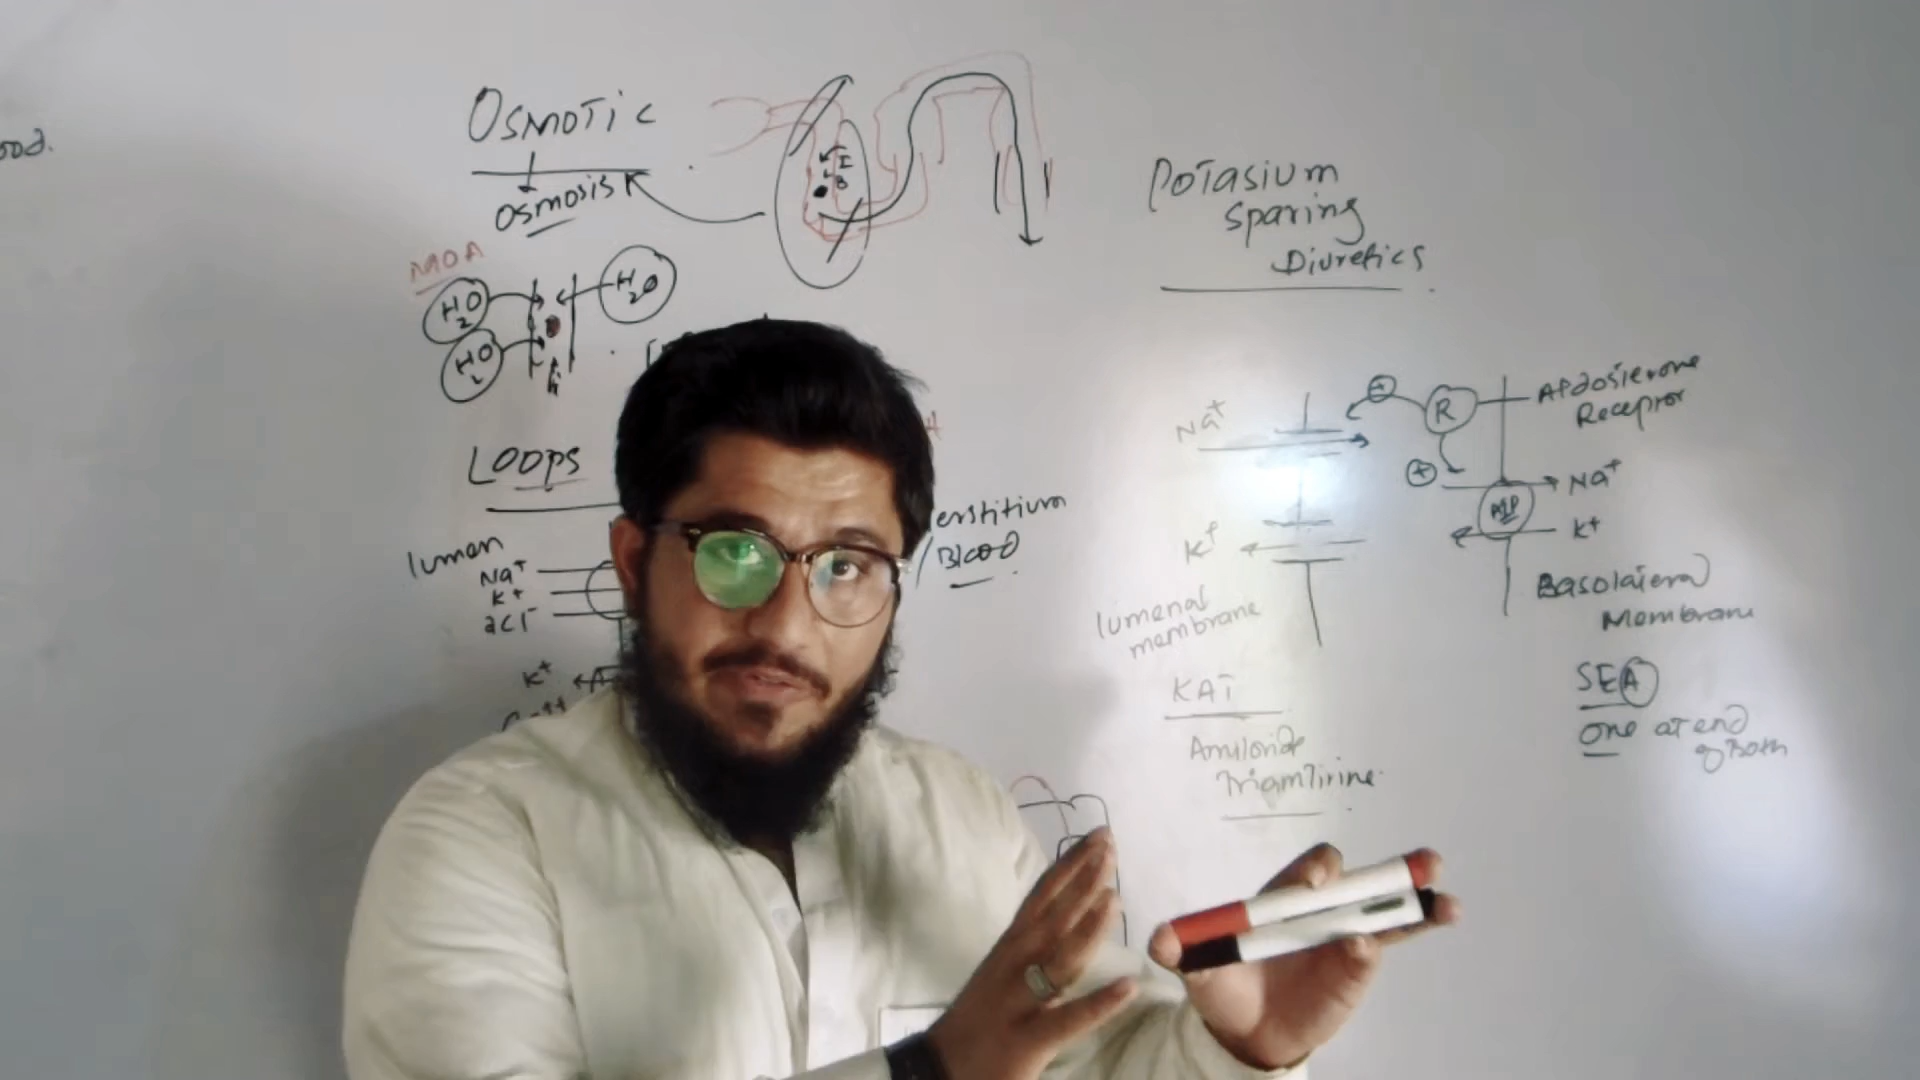 ood.
OSMOTIC
osmosis
MOA
H2O
H2O
H2O
I
B
LOOPS
lumen
Na+
K+
2Cl-
K+
erstitium
/Blood
Potasium
Sparing
Diuretics
Na+
+
R
Apdosterone
Receptor
+
Na+
K+
K+
lumenal
membrane
Basolateral
Membrane
KAT
Amiloride
Triamtirine
SEA
one at end
of Both